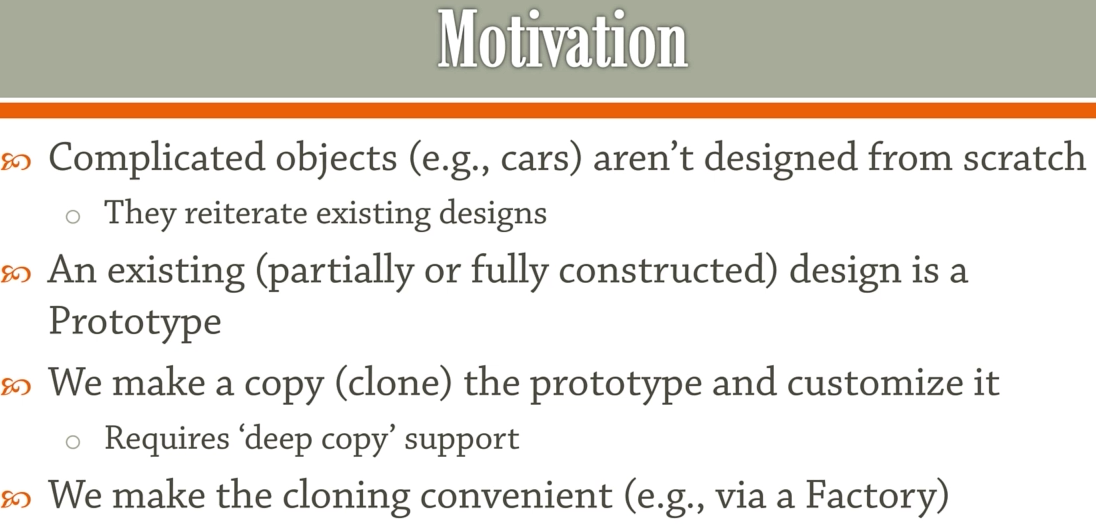 Motivation
Complicated objects (e.g., cars) aren’t designed from scratch
They reiterate existing designs
An existing (partially or fully constructed) design is a
Prototype
We make a copy (clone) the prototype and customize it
Requires ‘deep copy’ support
We make the cloning convenient (e.g., via a Factory)